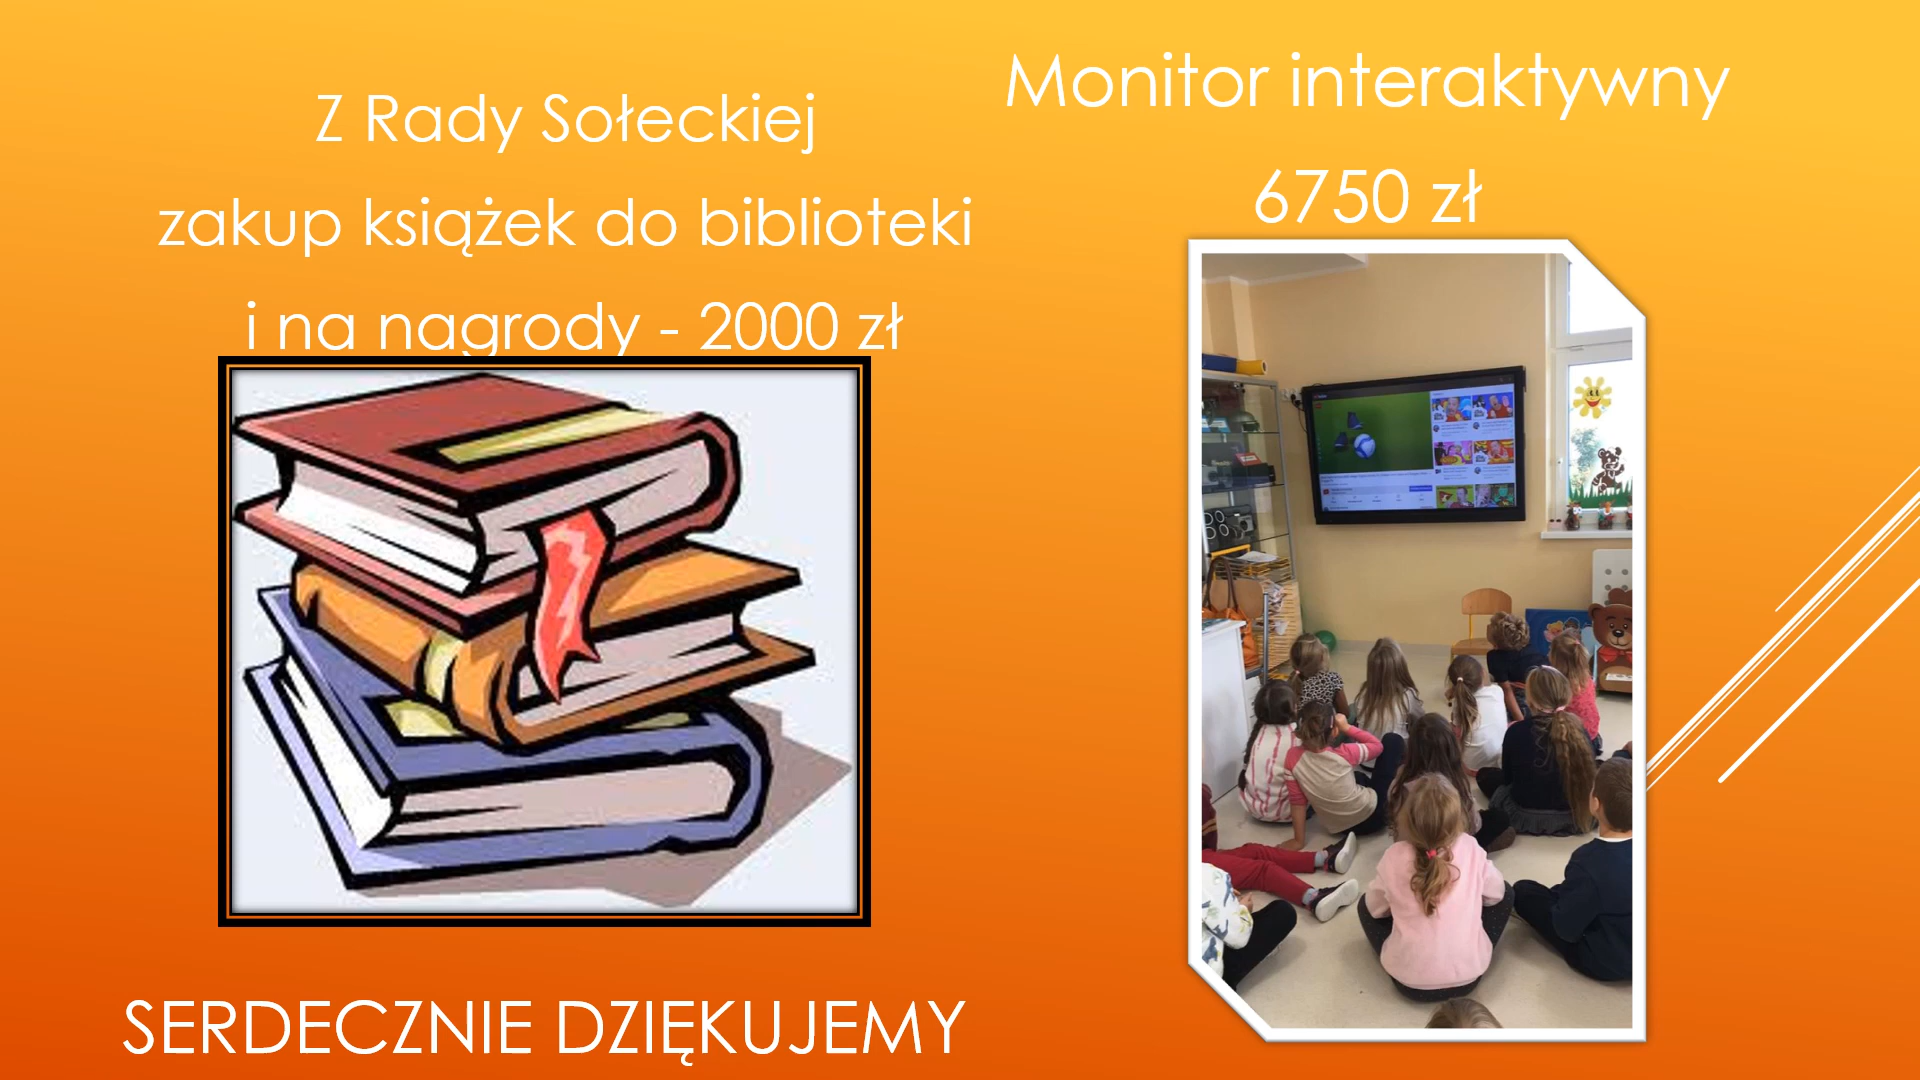 Z Rady Sołeckiej
zakup książek do biblioteki
i na nagrody - 2000 zł
Monitor interaktywny
6750 zł
SERDECZNIE DZIĘKUJEMY